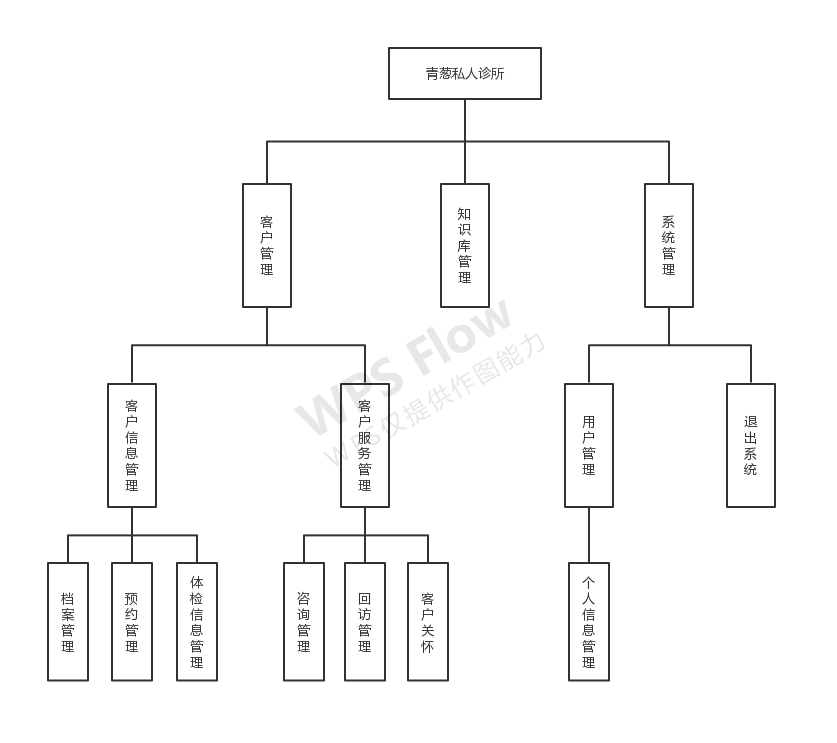 青葱私人诊所
客户管理
知识库管理
系统管理
WPS Flow
WPS仅提供作图能力
客户信息管理
客户服务管理
用户管理
退出系统
档案管理
预约管理
体检信息管理
咨询管理
回访管理
客户关怀
个人信息管理